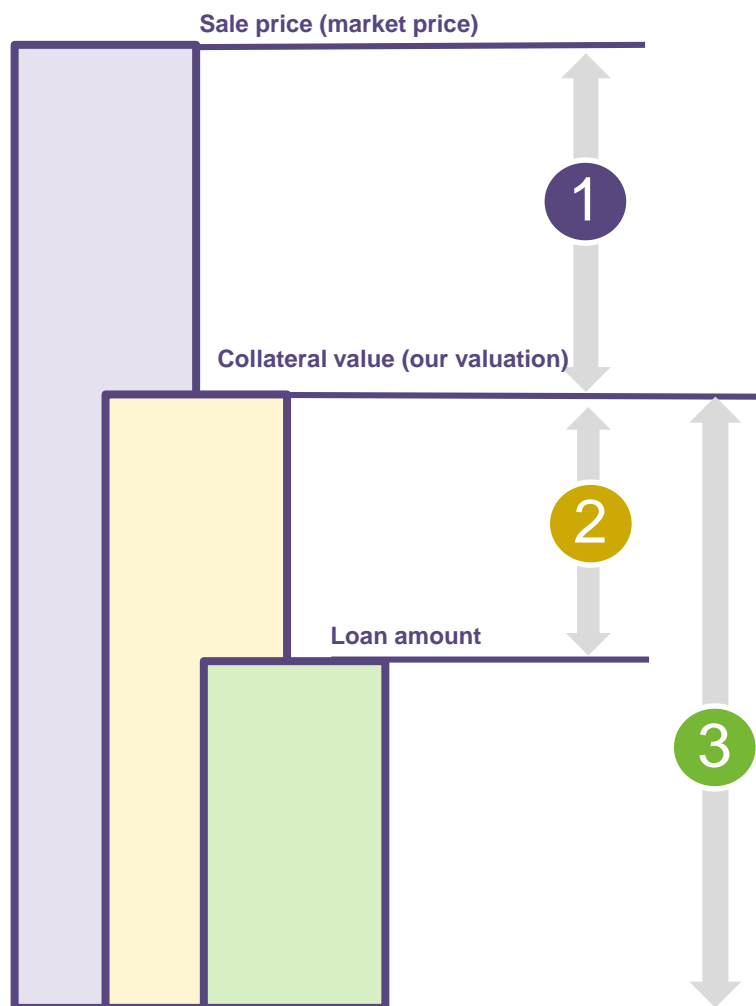 Sale price (market price)
1
Collateral value (our valuation)
2
Loan amount
3